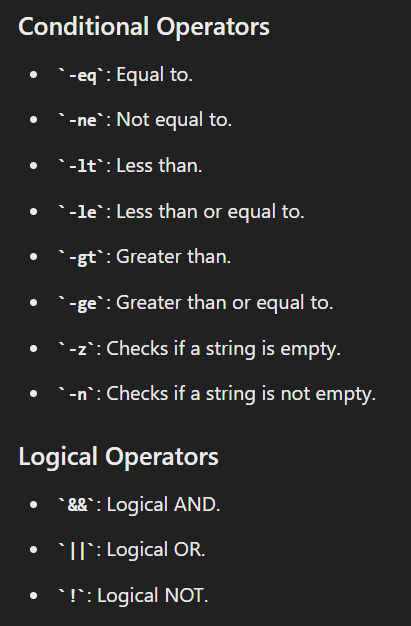 Conditional Operators
• `-eq`: Equal to.
• `-ne`: Not equal to.
• `-lt`: Less than.
• `-le`: Less than or equal to.
• `-gt`: Greater than.
• `-ge`: Greater than or equal to.
• `-z`: Checks if a string is empty.
• `-n`: Checks if a string is not empty.
Logical Operators
• `&&`: Logical AND.
• `||`: Logical OR.
• `!`: Logical NOT.